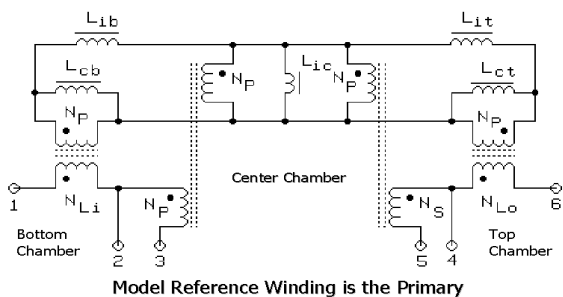 Lib Lit
Lcb Lic Lct
NP NP NP NP
Center Chamber
1 NLi NP NS NLo 6
Bottom Chamber
Top Chamber
2 3 5 4
Model Reference Winding is the Primary